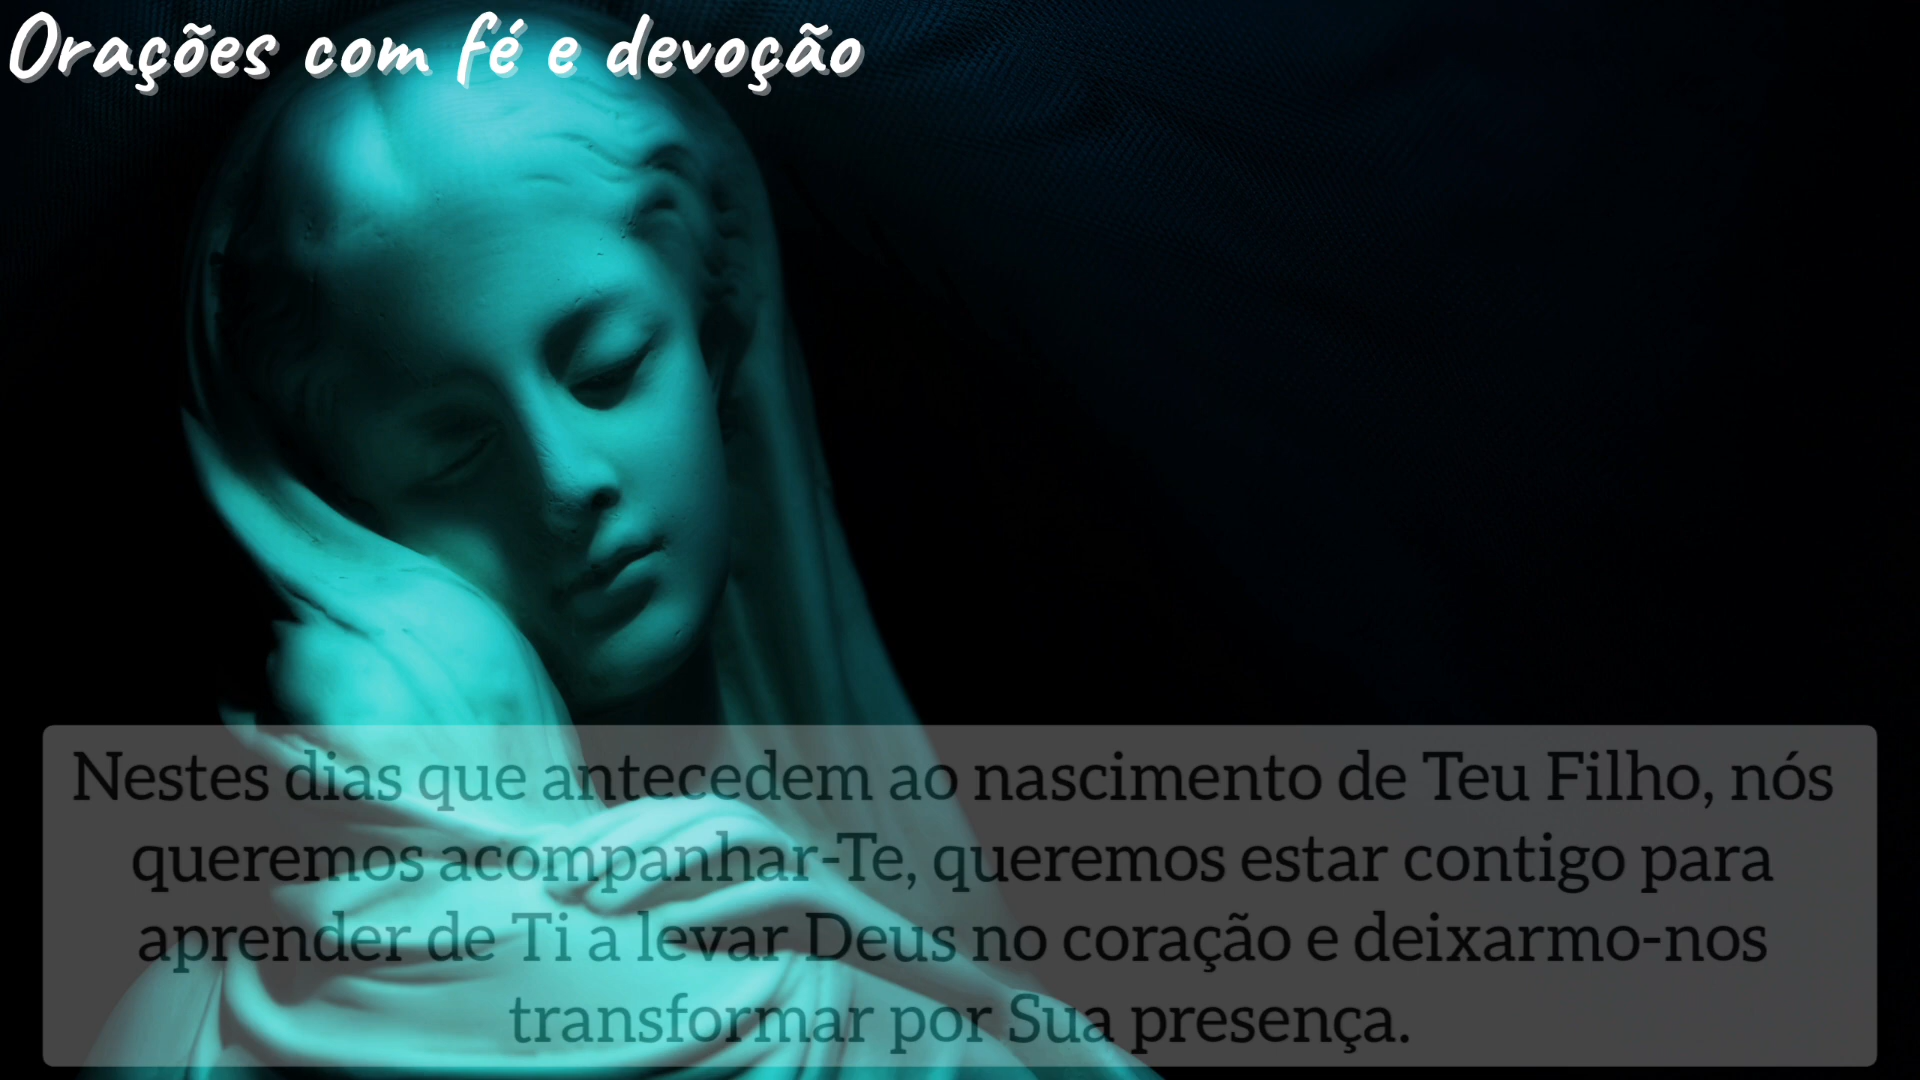 Orações com fé e devoção
Nestes dias que antecedem ao nascimento de Teu Filho, nós
queremos acompanhar-Te, queremos estar contigo para
aprender de Ti a levar Deus no coração e deixarmo-nos
transformar por Sua presença.